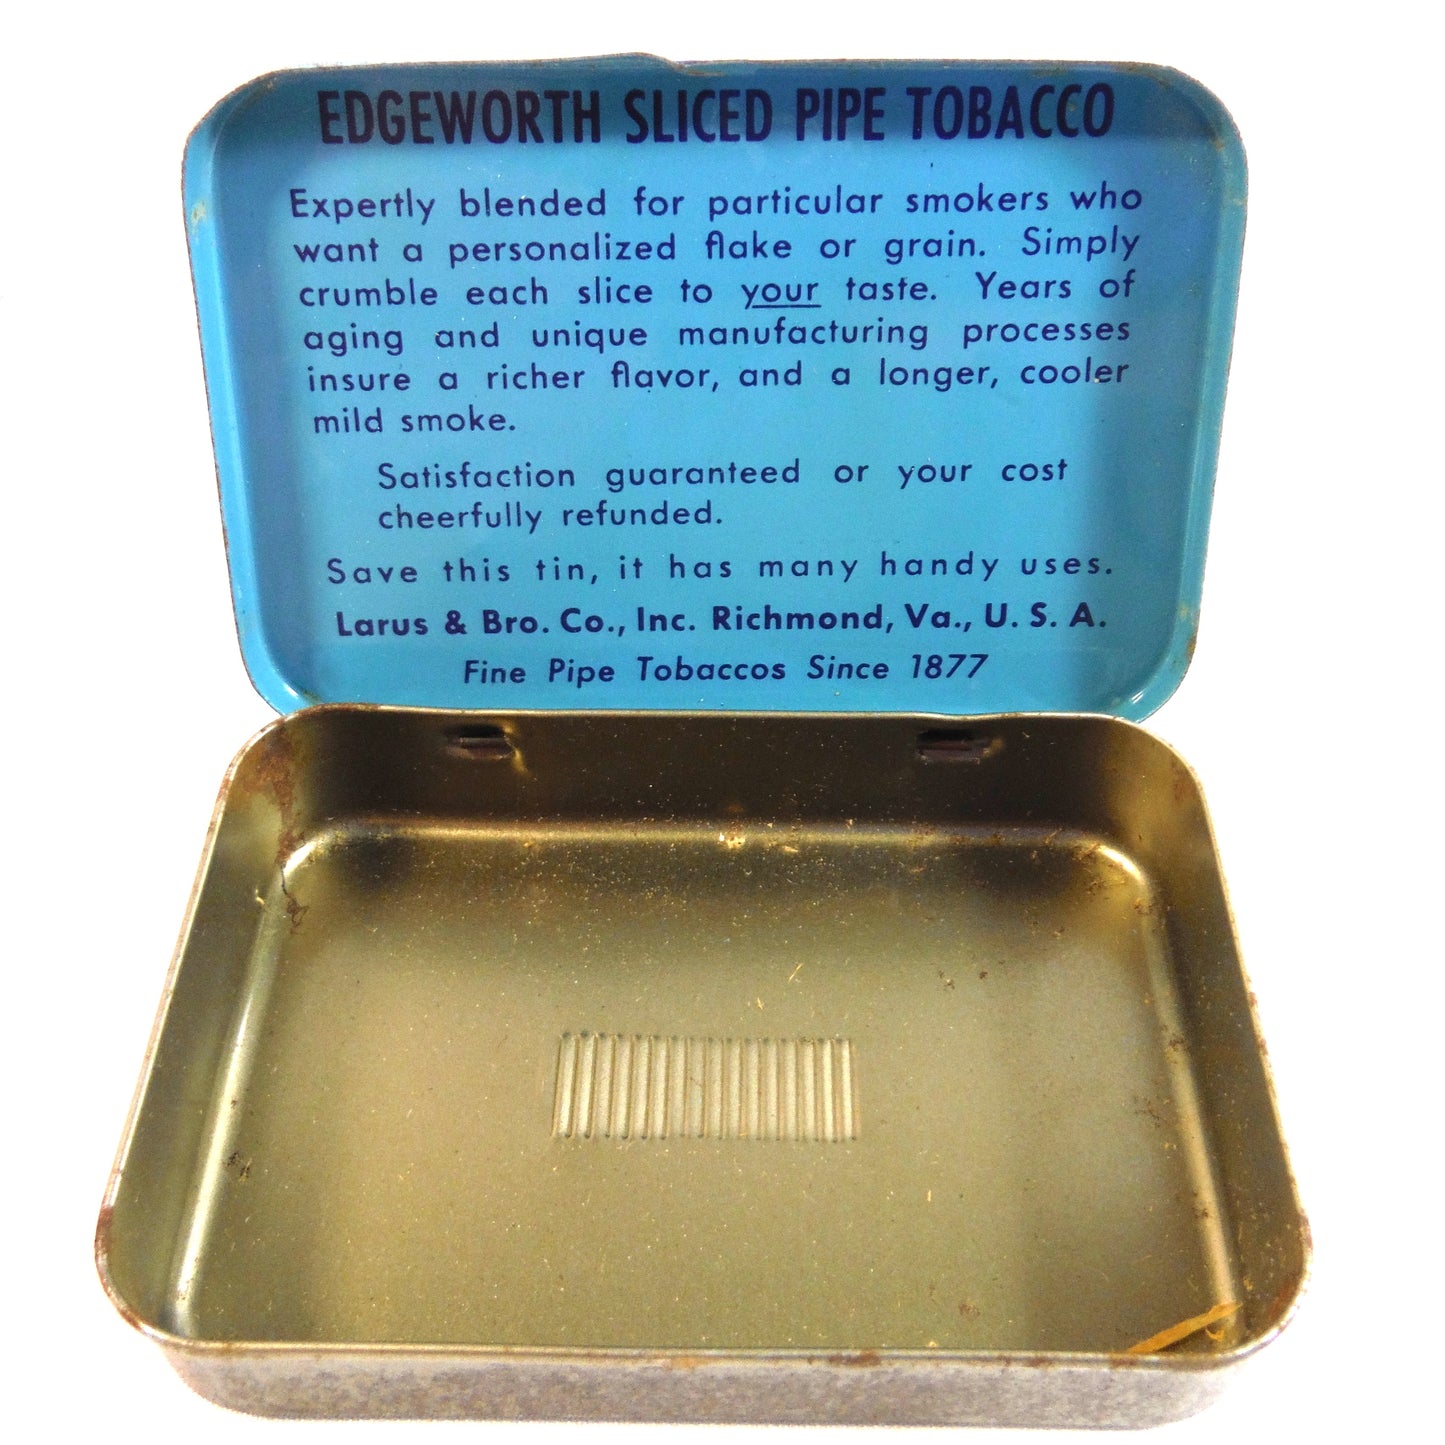 EDGEWORTH SLICED PIPE TOBACCO
Expertly blended for particular smokers who
want a personalized flake or grain. Simply
crumble each slice to your taste. Years of
aging and unique manufacturing processes
insure a richer flavor, and a longer, cooler
mild smoke.
Satisfaction guaranteed or your cost
cheerfully refunded.
Save this tin, it has many handy uses.
Larus & Bro. Co., Inc. Richmond, Va., U. S. A.
Fine Pipe Tobaccos Since 1877